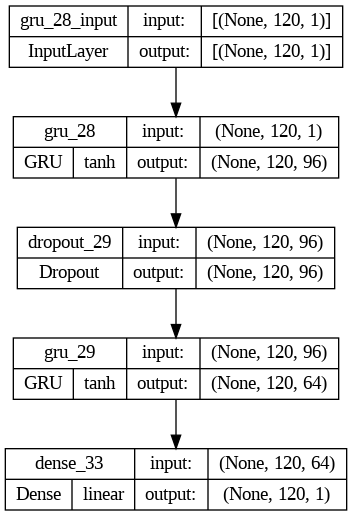 gru_28_input input: [(None, 120, 1)]
InputLayer output: [(None, 120, 1)]
gru_28 input: (None, 120, 1)
GRU tanh output: (None, 120, 96)
dropout_29 input: (None, 120, 96)
Dropout output: (None, 120, 96)
gru_29 input: (None, 120, 96)
GRU tanh output: (None, 120, 64)
dense_33 input: (None, 120, 64)
Dense linear output: (None, 120, 1)